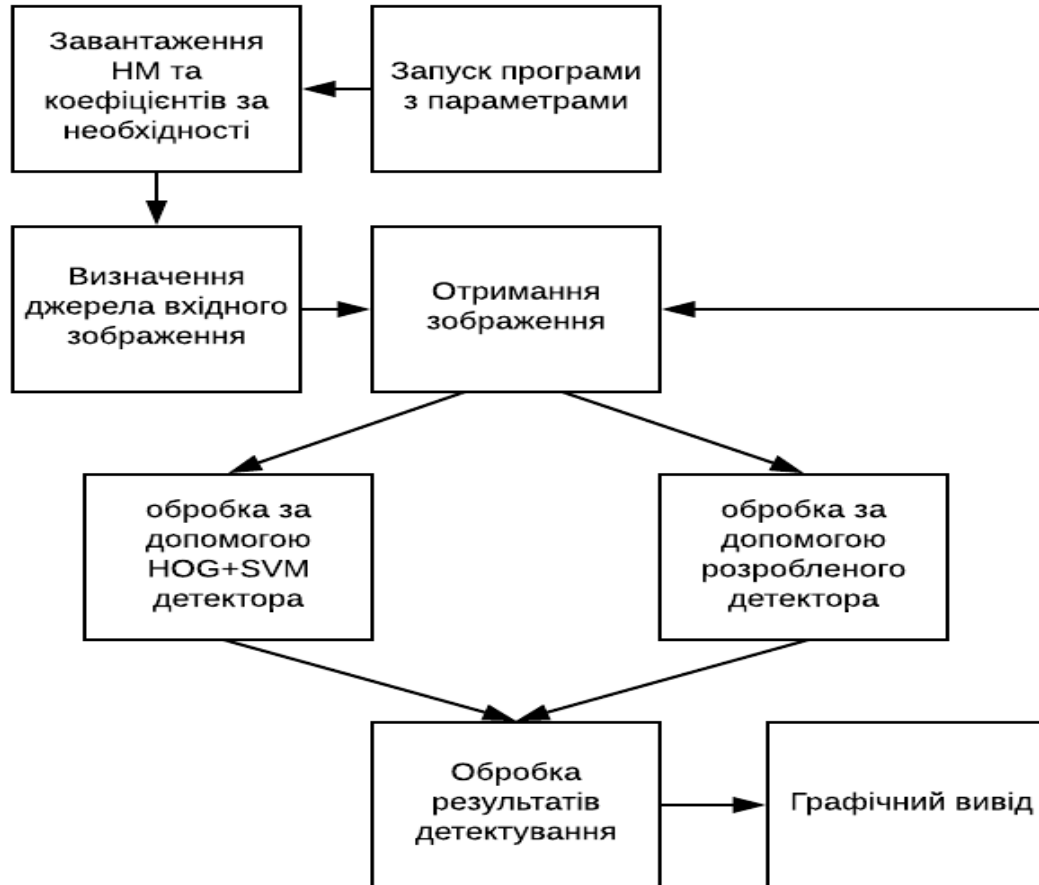 Завантаження
НМ та
коефіцієнтів за
необхідності
Запуск програми
з параметрами
Визначення
джерела вхідного
зображення
Отримання
зображення
обробка за
допомогою
HOG+SVM
детектора
обробка за
допомогою
розробленого
детектора
Обробка
результатів
детектування
Графічний вивід